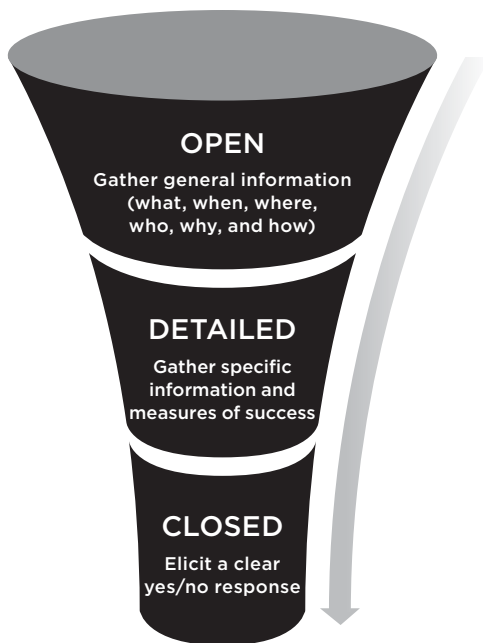 OPEN
Gather general information
(what, when, where,
who, why, and how)
DETAILED
Gather specific
information and
measures of success
CLOSED
Elicit a clear
yes/no response